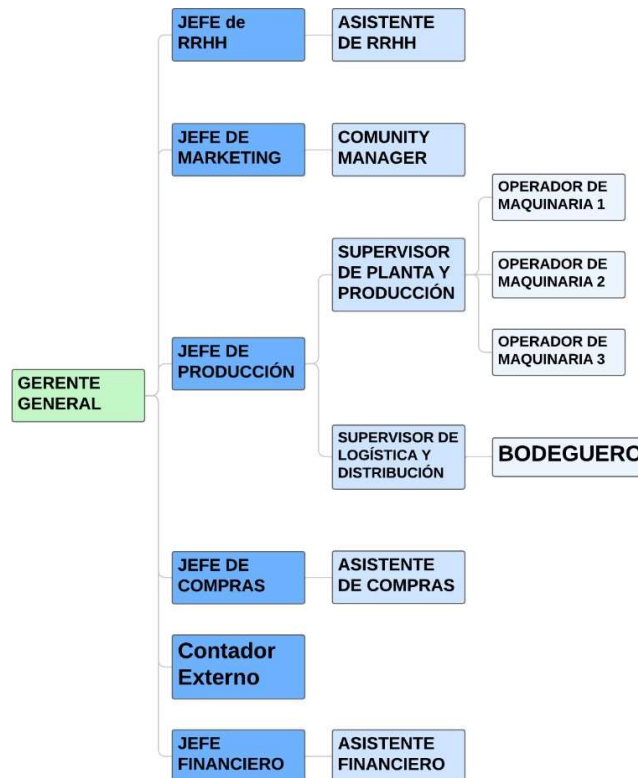 JEFE de
RRHH
ASISTENTE
DE RRHH
JEFE DE
MARKETING
COMUNITY
MANAGER
OPERADOR DE
MAQUINARIA 1
SUPERVISOR
DE PLANTA Y
PRODUCCIÓN
OPERADOR DE
MAQUINARIA 2
OPERADOR DE
MAQUINARIA 3
JEFE DE
PRODUCCIÓN
GERENTE
GENERAL
SUPERVISOR DE
LOGÍSTICA Y
DISTRIBUCIÓN
BODEGUERO
JEFE DE
COMPRAS
ASISTENTE
DE COMPRAS
Contador
Externo
JEFE
FINANCIERO
ASISTENTE
FINANCIERO